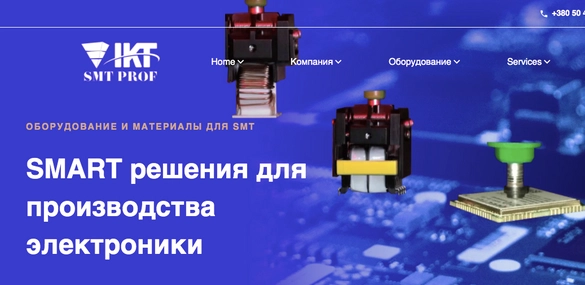 +380 50 4
IKT
SMT PROF
Home Компания Оборудование Services
ОБОРУДОВАНИЕ И МАТЕРИАЛЫ ДЛЯ SMT
SMART решения для
производства
электроники